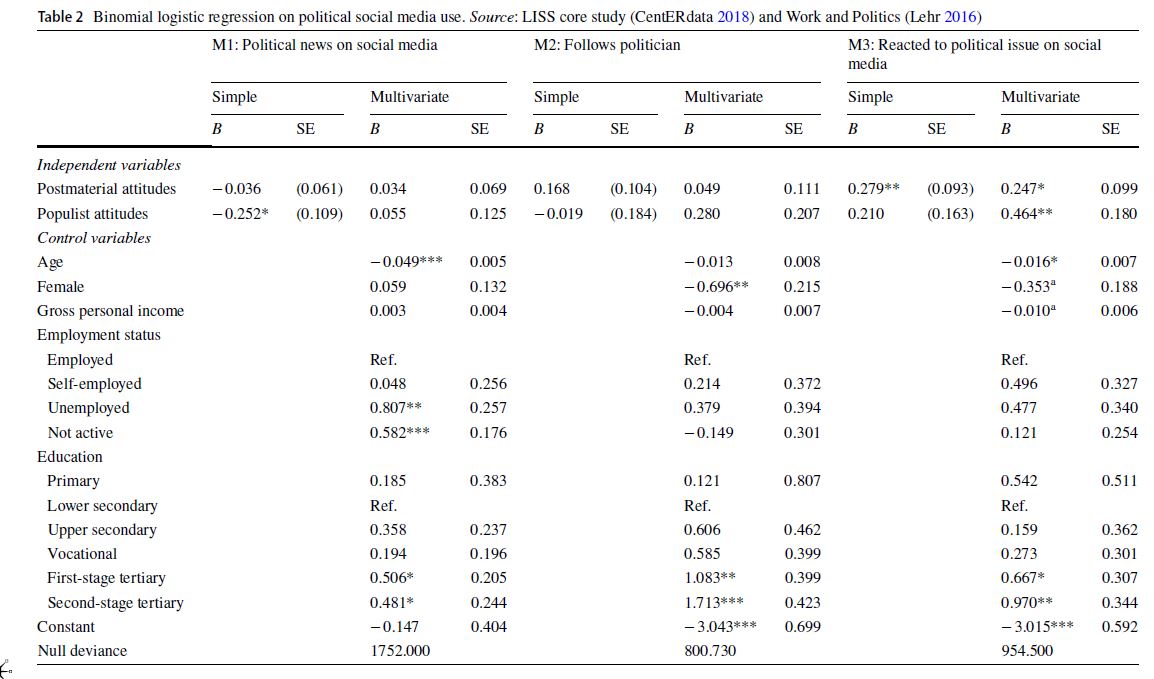 Table 2 Binomial logistic regression on political social media use. Source: LISS core study (CentERdata 2018) and Work and Politics (Lehr 2016)
M1: Political news on social media M2: Follows politician M3: Reacted to political issue on social media
Simple Multivariate Simple Multivariate Simple Multivariate
B SE B SE B SE B SE B SE B SE
Independent variables
Postmaterial attitudes −0.036 (0.061) 0.034 0.069 0.168 (0.104) 0.049 0.111 0.279** (0.093) 0.247* 0.099
Populist attitudes −0.252* (0.109) 0.055 0.125 −0.019 (0.184) 0.280 0.207 0.210 (0.163) 0.464** 0.180
Control variables
Age −0.049*** 0.005 −0.013 0.008 −0.016* 0.007
Female 0.059 0.132 −0.696** 0.215 −0.353ᵃ 0.188
Gross personal income 0.003 0.004 −0.004 0.007 −0.010ᵃ 0.006
Employment status
Employed Ref. Ref. Ref.
Self-employed 0.048 0.256 0.214 0.372 0.496 0.327
Unemployed 0.807** 0.257 0.379 0.394 0.477 0.340
Not active 0.582*** 0.176 −0.149 0.301 0.121 0.254
Education
Primary 0.185 0.383 0.121 0.807 0.542 0.511
Lower secondary Ref. Ref. Ref.
Upper secondary 0.358 0.237 0.606 0.462 0.159 0.362
Vocational 0.194 0.196 0.585 0.399 0.273 0.301
First-stage tertiary 0.506* 0.205 1.083** 0.399 0.667* 0.307
Second-stage tertiary 0.481* 0.244 1.713*** 0.423 0.970** 0.344
Constant −0.147 0.404 −3.043*** 0.699 −3.015*** 0.592
Null deviance 1752.000 800.730 954.500